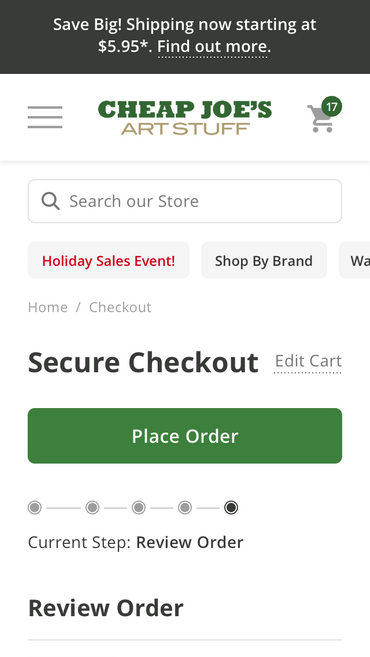 Save Big! Shipping now starting at
$5.95*. Find out more.
CHEAP JOE'S
ART STUFF
17
Search our Store
Holiday Sales Event!
Shop By Brand
Wa
Home / Checkout
Secure Checkout
Edit Cart
Place Order
Current Step: Review Order
Review Order